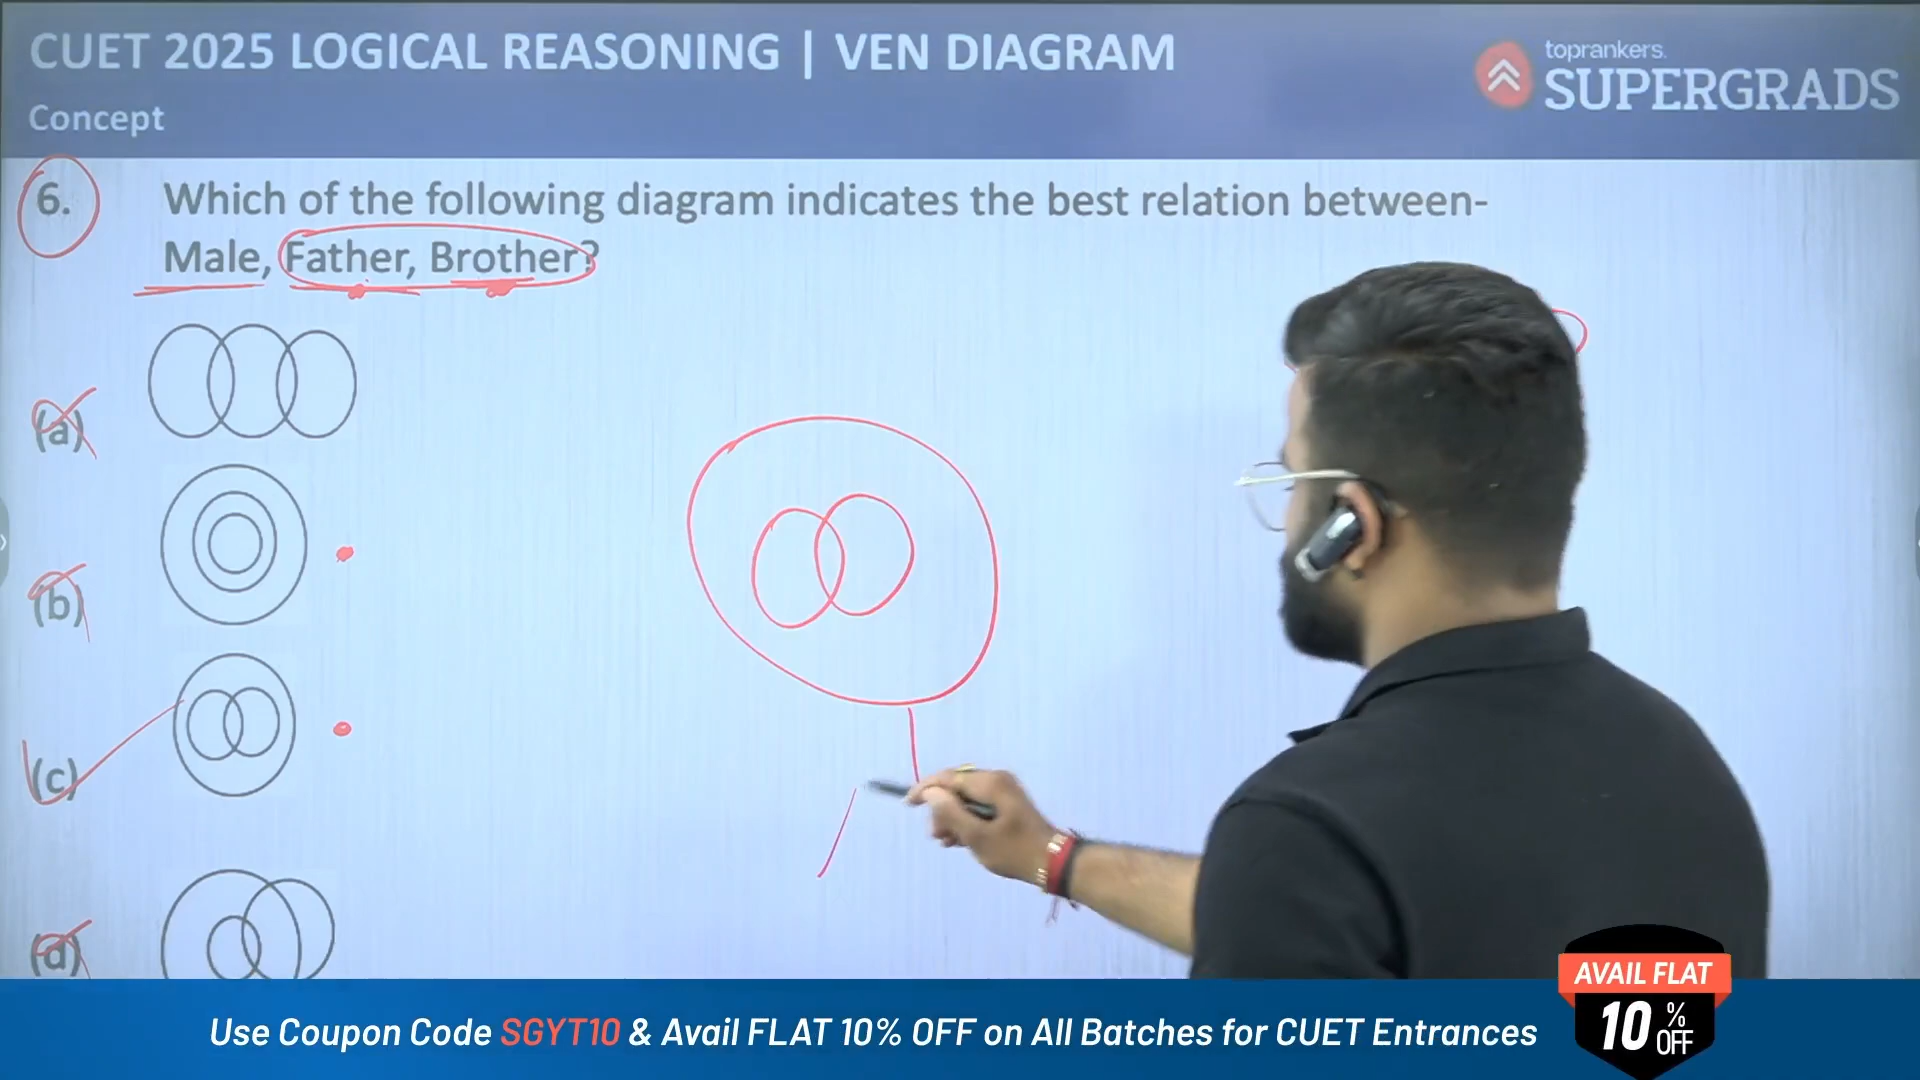 CUET 2025 LOGICAL REASONING | VEN DIAGRAM
Concept
toprankers.
SUPERGRADS
6. Which of the following diagram indicates the best relation between-
Male, Father, Brother?
(a)
(b)
(c)
(d)
Use Coupon Code SGYT10 & Avail FLAT 10% OFF on All Batches for CUET Entrances
AVAIL FLAT
10% OFF